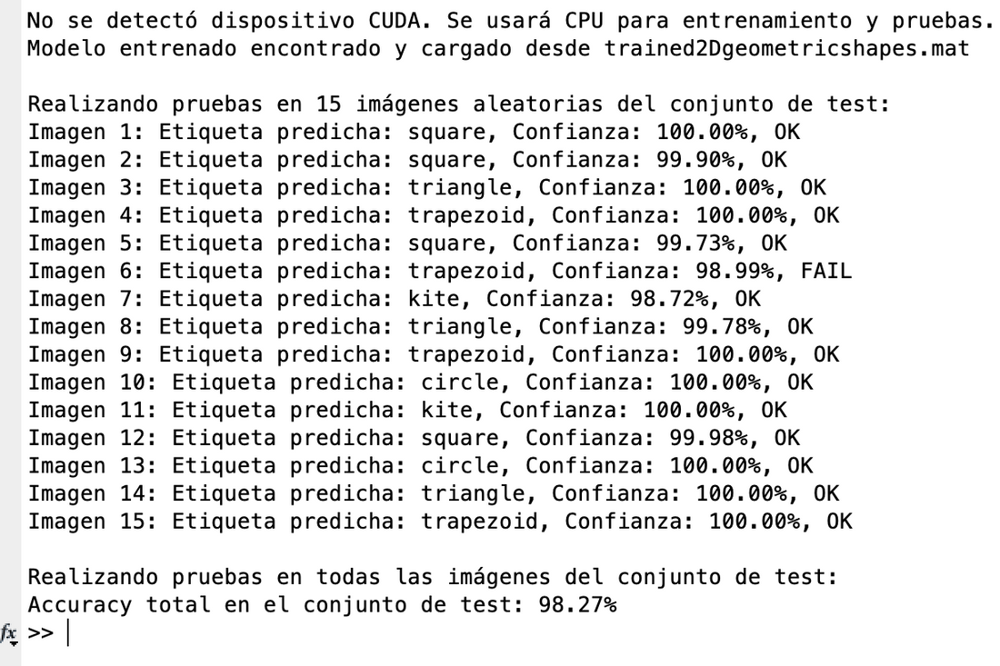 No se detectó dispositivo CUDA. Se usará CPU para entrenamiento y pruebas.
Modelo entrenado encontrado y cargado desde trained2Dgeometricshapes.mat
Realizando pruebas en 15 imágenes aleatorias del conjunto de test:
Imagen 1: Etiqueta predicha: square, Confianza: 100.00%, OK
Imagen 2: Etiqueta predicha: square, Confianza: 99.90%, OK
Imagen 3: Etiqueta predicha: triangle, Confianza: 100.00%, OK
Imagen 4: Etiqueta predicha: trapezoid, Confianza: 100.00%, OK
Imagen 5: Etiqueta predicha: square, Confianza: 99.73%, OK
Imagen 6: Etiqueta predicha: trapezoid, Confianza: 98.99%, FAIL
Imagen 7: Etiqueta predicha: kite, Confianza: 98.72%, OK
Imagen 8: Etiqueta predicha: triangle, Confianza: 99.78%, OK
Imagen 9: Etiqueta predicha: trapezoid, Confianza: 100.00%, OK
Imagen 10: Etiqueta predicha: circle, Confianza: 100.00%, OK
Imagen 11: Etiqueta predicha: kite, Confianza: 100.00%, OK
Imagen 12: Etiqueta predicha: square, Confianza: 99.98%, OK
Imagen 13: Etiqueta predicha: circle, Confianza: 100.00%, OK
Imagen 14: Etiqueta predicha: triangle, Confianza: 100.00%, OK
Imagen 15: Etiqueta predicha: trapezoid, Confianza: 100.00%, OK
Realizando pruebas en todas las imágenes del conjunto de test:
Accuracy total en el conjunto de test: 98.27%
fx >>